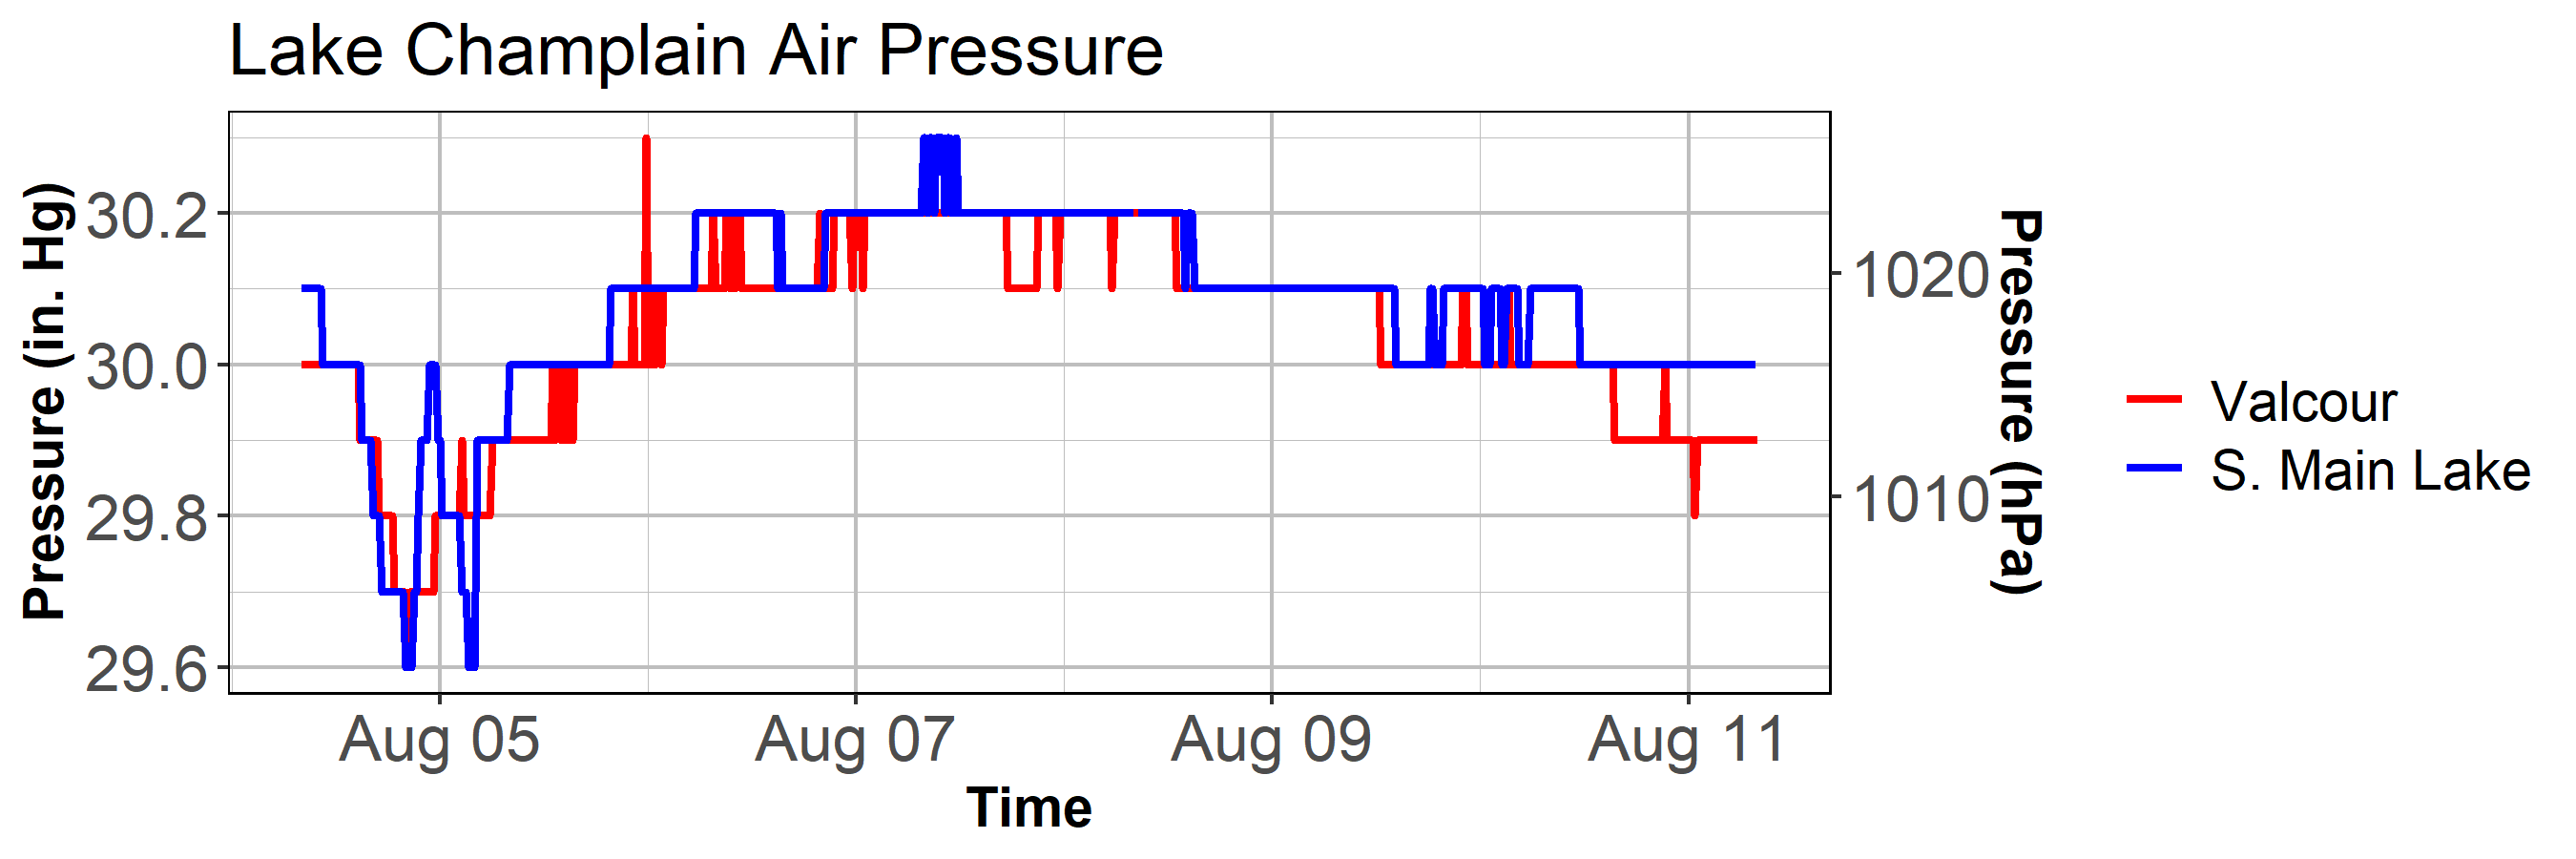 Lake Champlain Air Pressure
Pressure (in. Hg)
30.2
30.0
29.8
29.6
Aug 05 Aug 07 Aug 09 Aug 11
Time
1020
1010
Pressure (hPa)
Valcour
S. Main Lake